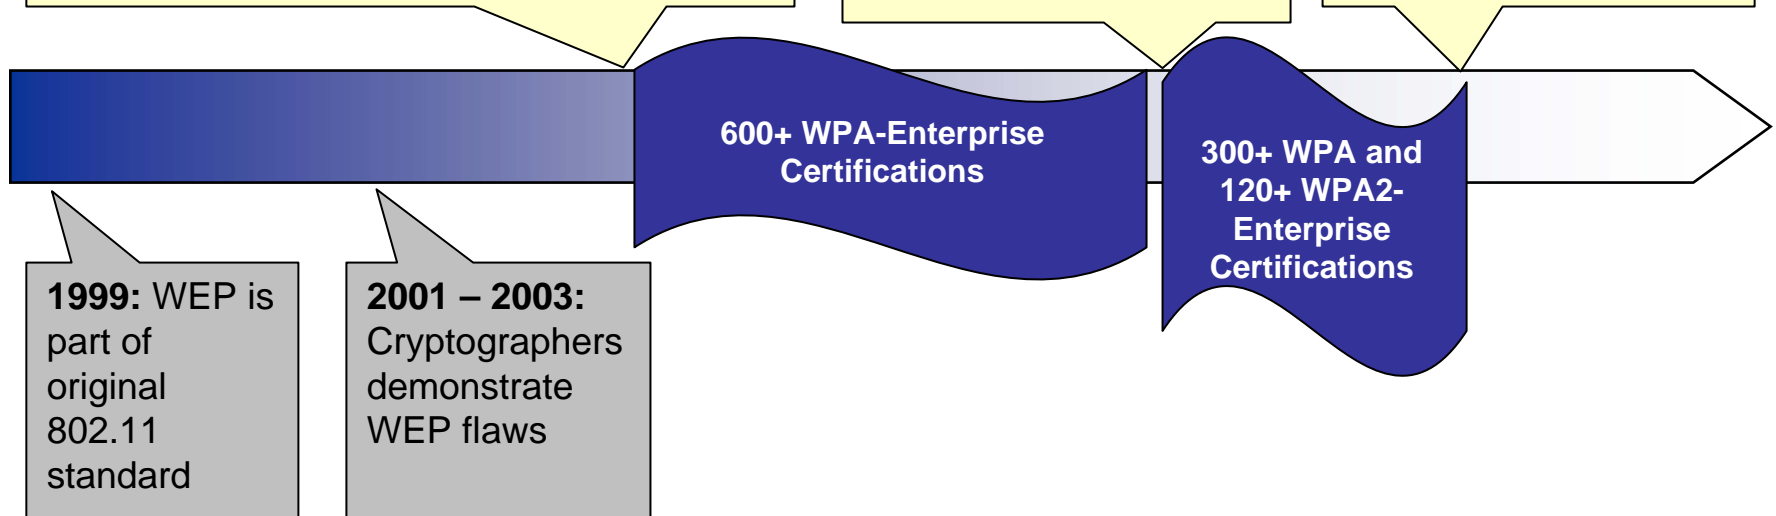 600+ WPA-Enterprise
Certifications
300+ WPA and
120+ WPA2-
Enterprise
Certifications
1999: WEP is
part of
original
802.11
standard
2001 – 2003:
Cryptographers
demonstrate
WEP flaws